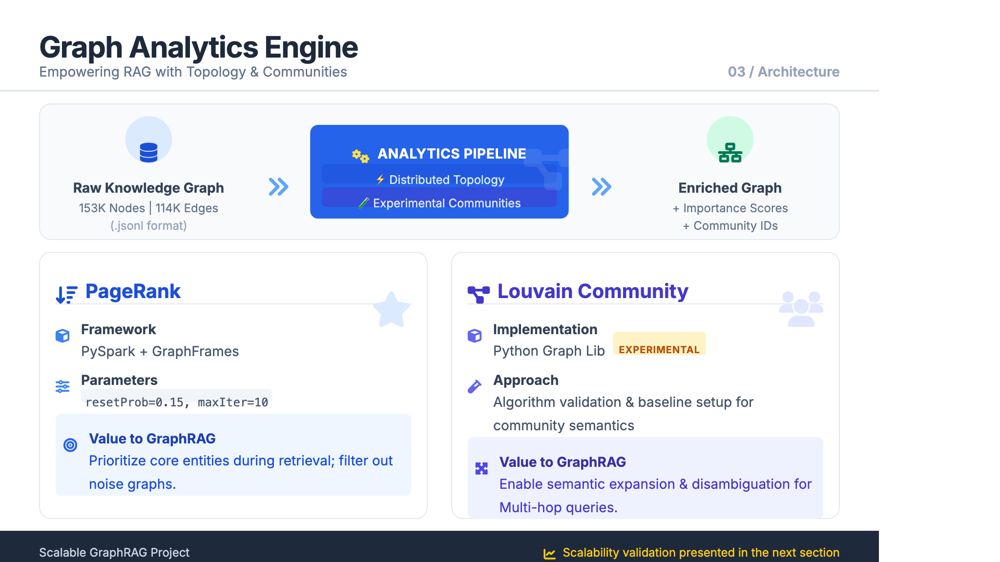 Graph Analytics Engine
Empowering RAG with Topology & Communities
03 / Architecture
Raw Knowledge Graph
153K Nodes | 114K Edges
(.jsonl format)
ANALYTICS PIPELINE
⚡ Distributed Topology
🧪 Experimental Communities
Enriched Graph
+ Importance Scores
+ Community IDs
PageRank
Framework
PySpark + GraphFrames
Parameters
resetProb=0.15, maxIter=10
Value to GraphRAG
Prioritize core entities during retrieval; filter out
noise graphs.
Louvain Community
Implementation
Python Graph Lib EXPERIMENTAL
Approach
Algorithm validation & baseline setup for
community semantics
Value to GraphRAG
Enable semantic expansion & disambiguation for
Multi-hop queries.
Scalable GraphRAG Project
Scalability validation presented in the next section